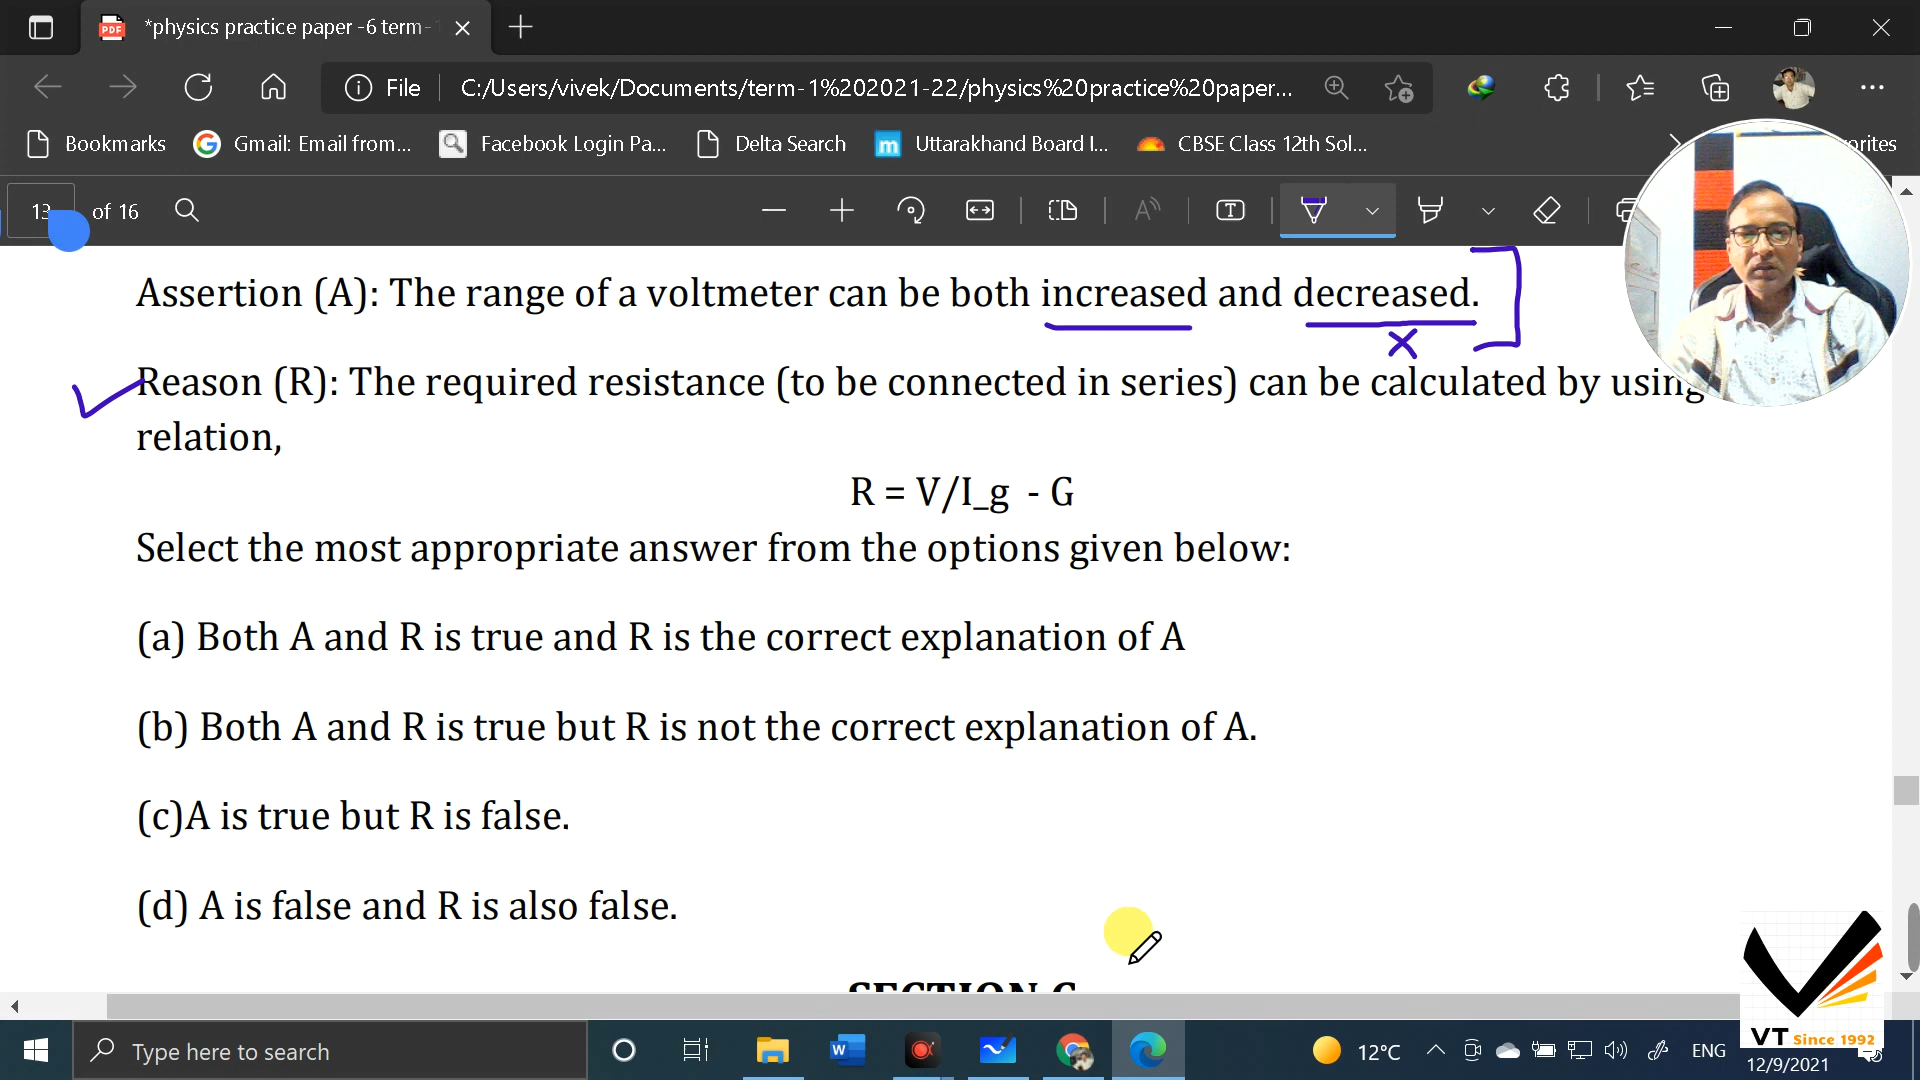 *physics practice paper -6 term-
File
C:/Users/vivek/Documents/term-1%202021-22/physics%20practice%20paper...
Bookmarks
Gmail: Email from...
Facebook Login Pa...
Delta Search
Uttarakhand Board I...
CBSE Class 12th Sol...
orites
13 of 16
Assertion (A): The range of a voltmeter can be both increased and decreased.
Reason (R): The required resistance (to be connected in series) can be calculated by using
relation,
R = V/I_g - G
Select the most appropriate answer from the options given below:
(a) Both A and R is true and R is the correct explanation of A
(b) Both A and R is true but R is not the correct explanation of A.
(c)A is true but R is false.
(d) A is false and R is also false.
SECTION C
VT Since 1992
Type here to search
12°C
ENG
12/9/2021